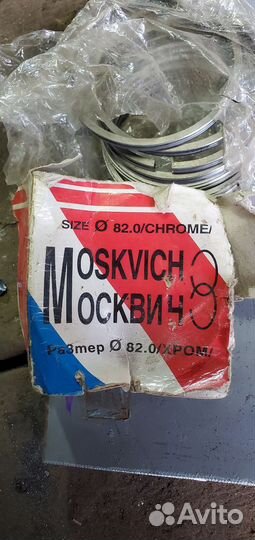 SIZE Ø 82.0/CHROME/
MOSKVICH
МОСКВИЧ
Размер Ø 82.0/ХРОМ/
Avito